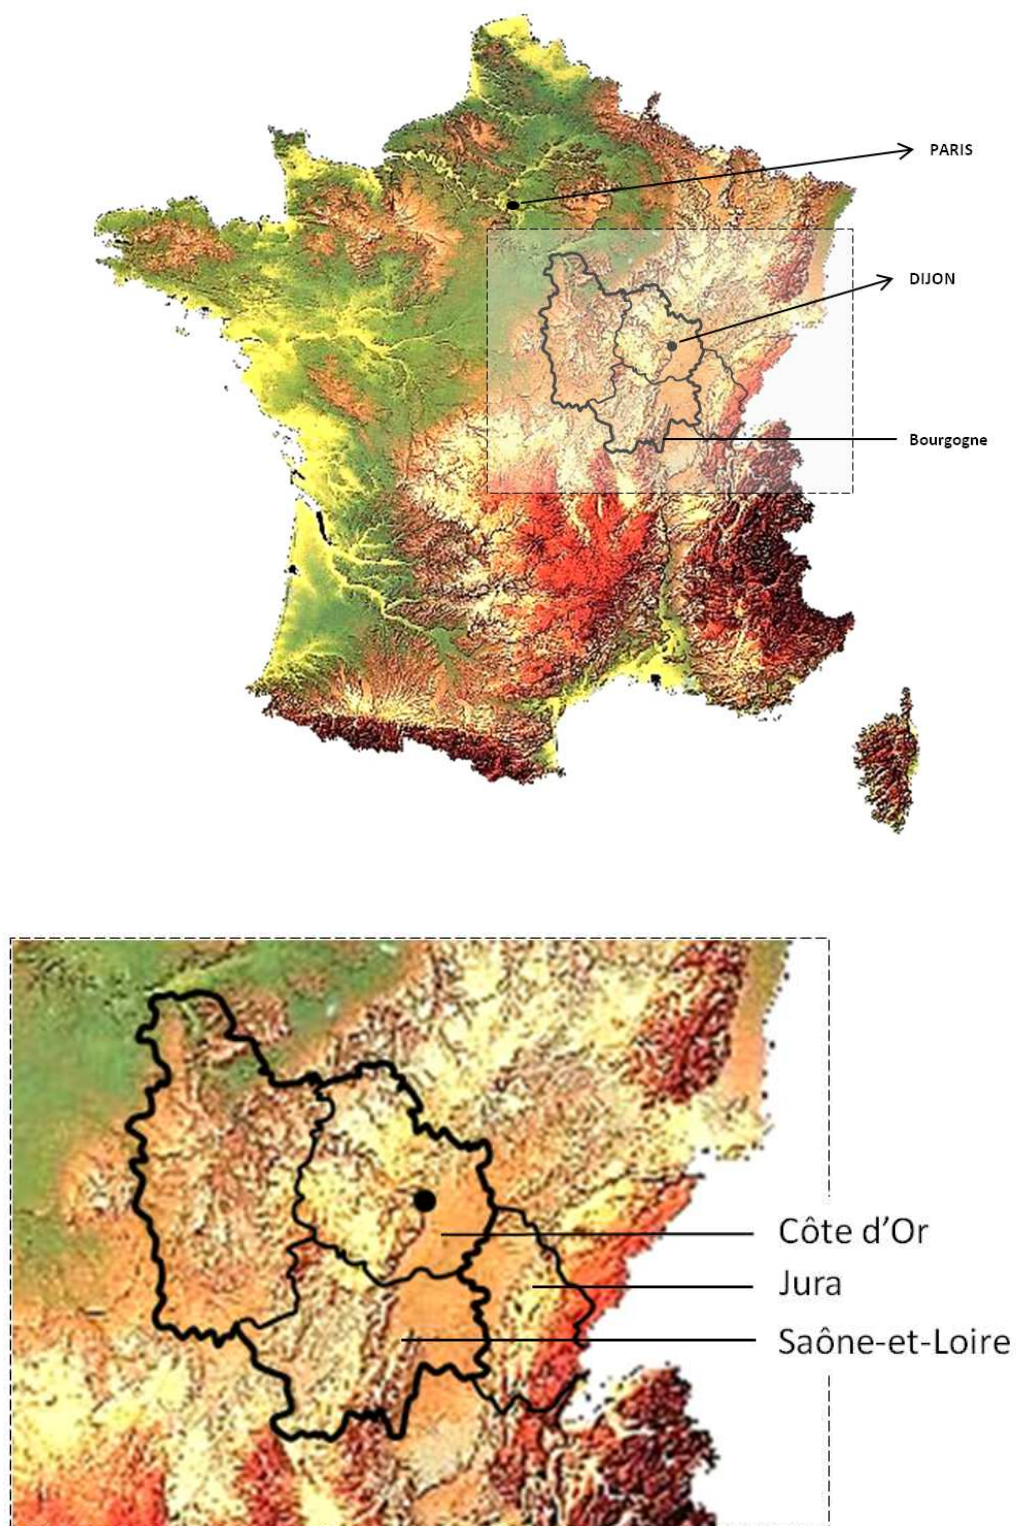 PARIS
DIJON
Bourgogne
Côte d’Or
Jura
Saône-et-Loire